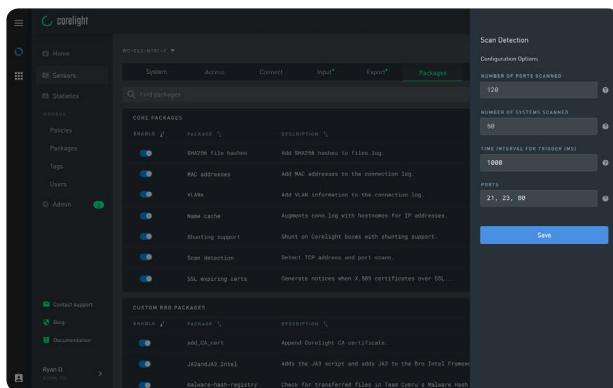 corelight
Home
Sensors
Statistics
Policies
Packages
Tags
Users
Admin
Contact support
Blog
Documentation
Ryan O.
System
Access
Connect
Input
Export
Packages
Find packages
CORE PACKAGES
ENABLE PACKAGE DESCRIPTION
SHA256 file hashes Add SHA256 hashes to files.log.
MAC addresses Add MAC addresses to the connection log.
VLANs Add VLAN information to the connection log.
Name cache Augments conn.log with hostnames for IP addresses.
Shunting support Shunt on Corelight boxes with shunting support.
Scan detection Detect TCP address and port scans.
SSL expiring certs Generate notices when X.509 certificates over SSL...
CUSTOM BRO PACKAGES
ENABLE PACKAGE DESCRIPTION
add_CA_cert Append Corelight CA certificate.
JA3andJA3_Intel Adds the JA3 script and adds JA3 to the Bro Intel Framew
malware-hash-registry Check for transferred files in Team Cymru's Malware Hash
Scan Detection
Configuration Options
NUMBER OF PORTS SCANNED
120
NUMBER OF SYSTEMS SCANNED
50
TIME INTERVAL FOR TRIGGER (MS)
1000
PORTS
21, 23, 80
Save